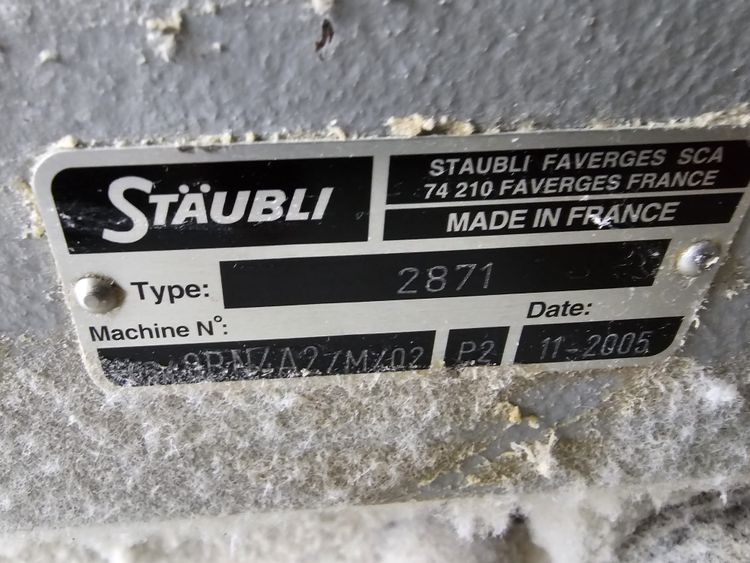 STÄUBLI
STAUBLI FAVERGES SCA
74 210 FAVERGES FRANCE
MADE IN FRANCE
Type: 2871
Machine N°: Date:
P2 11-2005